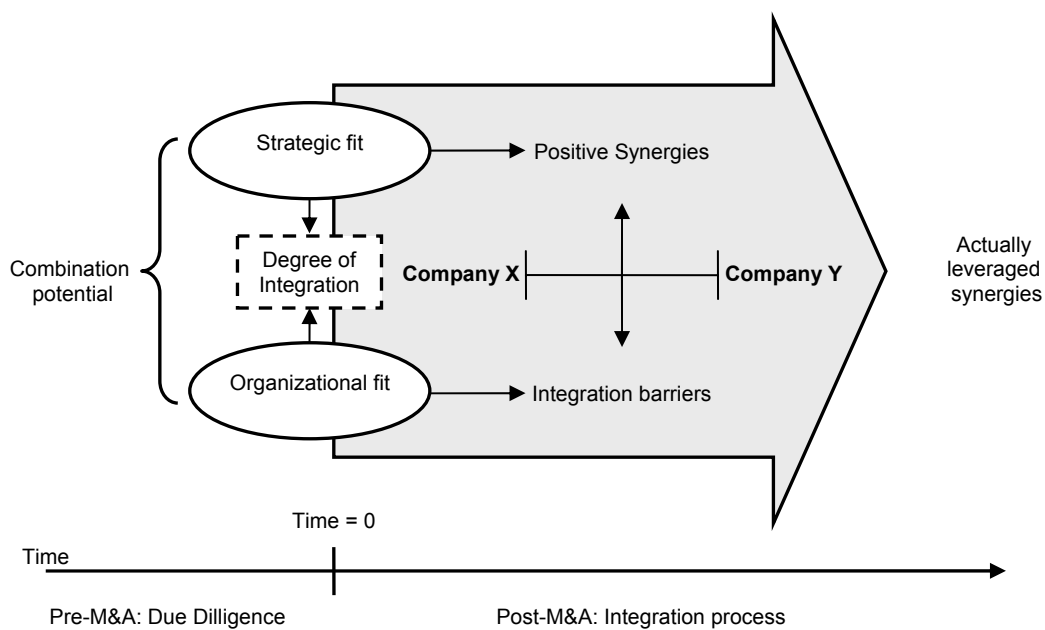 Strategic fit
Positive Synergies
Combination
potential
Degree of
Integration
Company X
Company Y
Actually
leveraged
synergies
Organizational fit
Integration barriers
Time = 0
Time
Pre-M&A: Due Dilligence
Post-M&A: Integration process